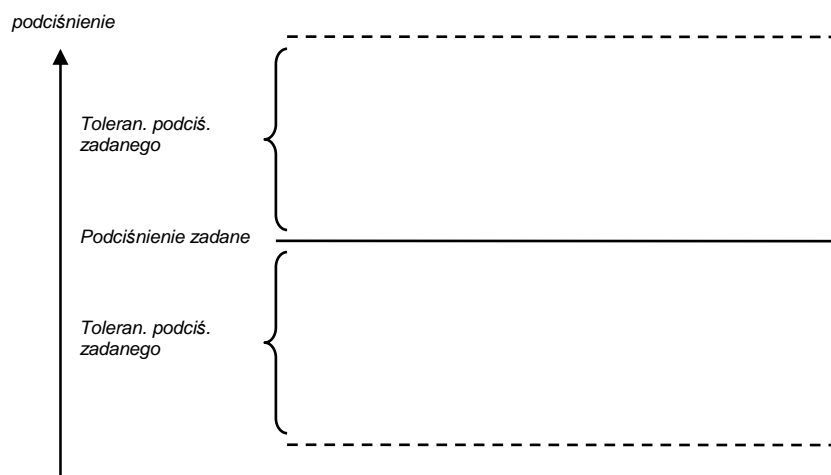 podciśnienie
Toleran. podciś.
zadanego
Podciśnienie zadane
Toleran. podciś.
zadanego